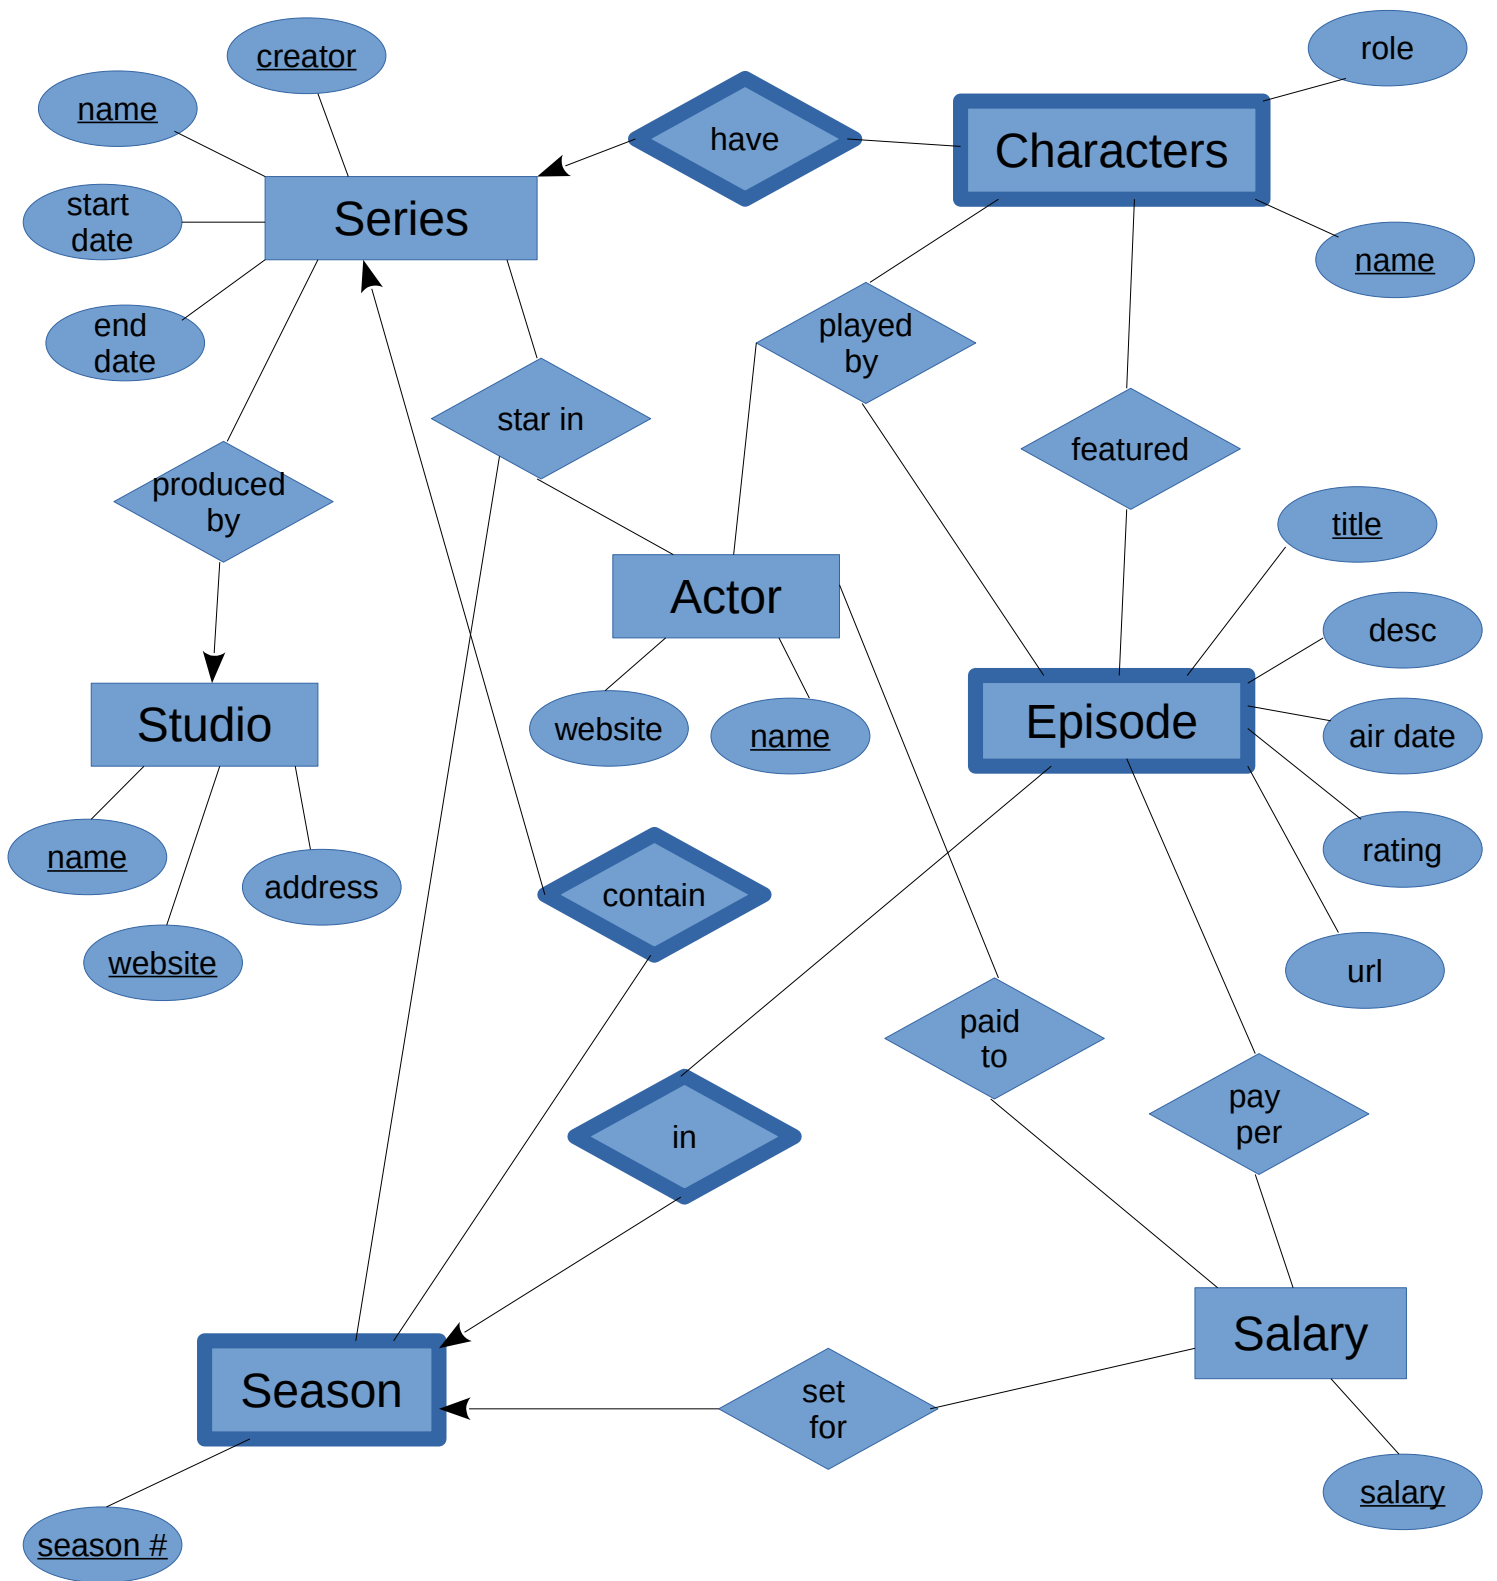 creator
role
name
have
Characters
start
date
Series
name
end
date
played
by
star in
featured
produced
by
title
Actor
desc
Studio
website
name
Episode
air date
name
address
contain
rating
website
url
paid
to
pay
per
in
Season
set
for
Salary
season #
salary